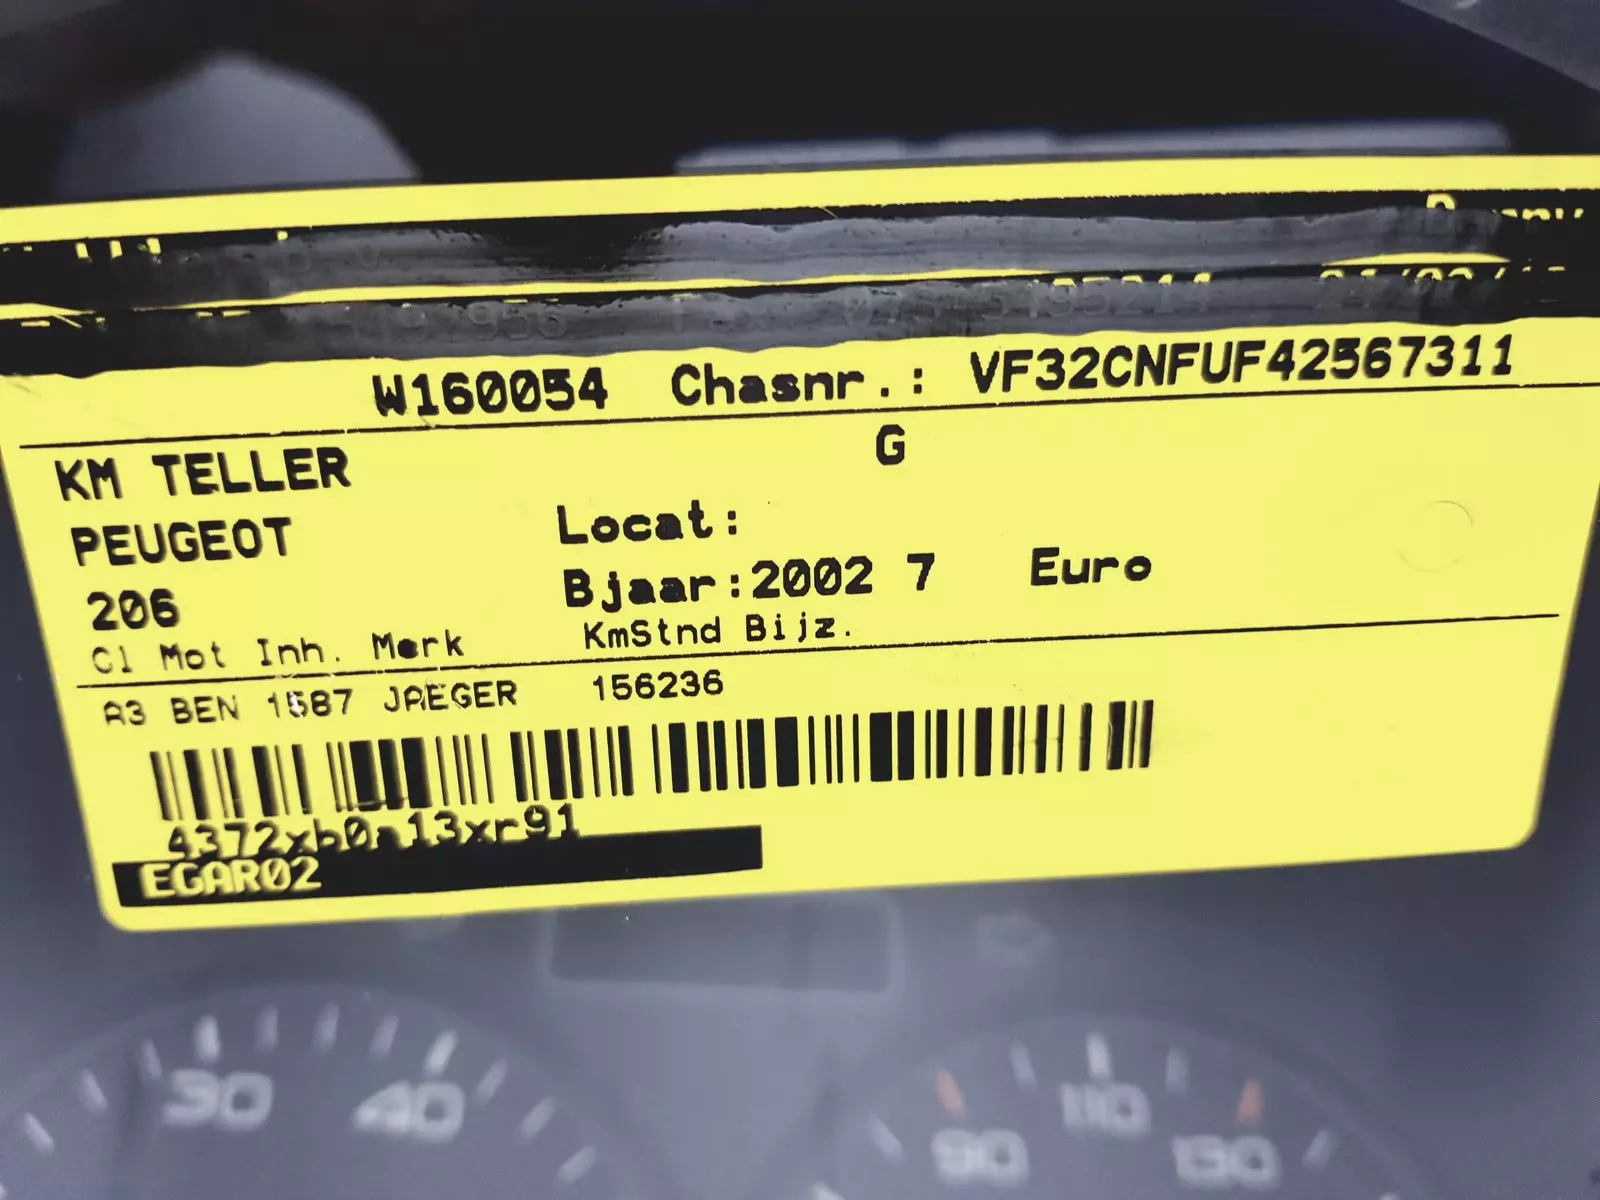 W160054 Chasnr.: VF32CNFUF42567311
KM TELLER G
PEUGEOT Locat:
206 Bjaar:2002 7 Euro
Cl Mot Inh. Merk KmStnd Bijz.
A3 BEN 1587 JAEGER 156236
EGAR02
30 40 90 110 130